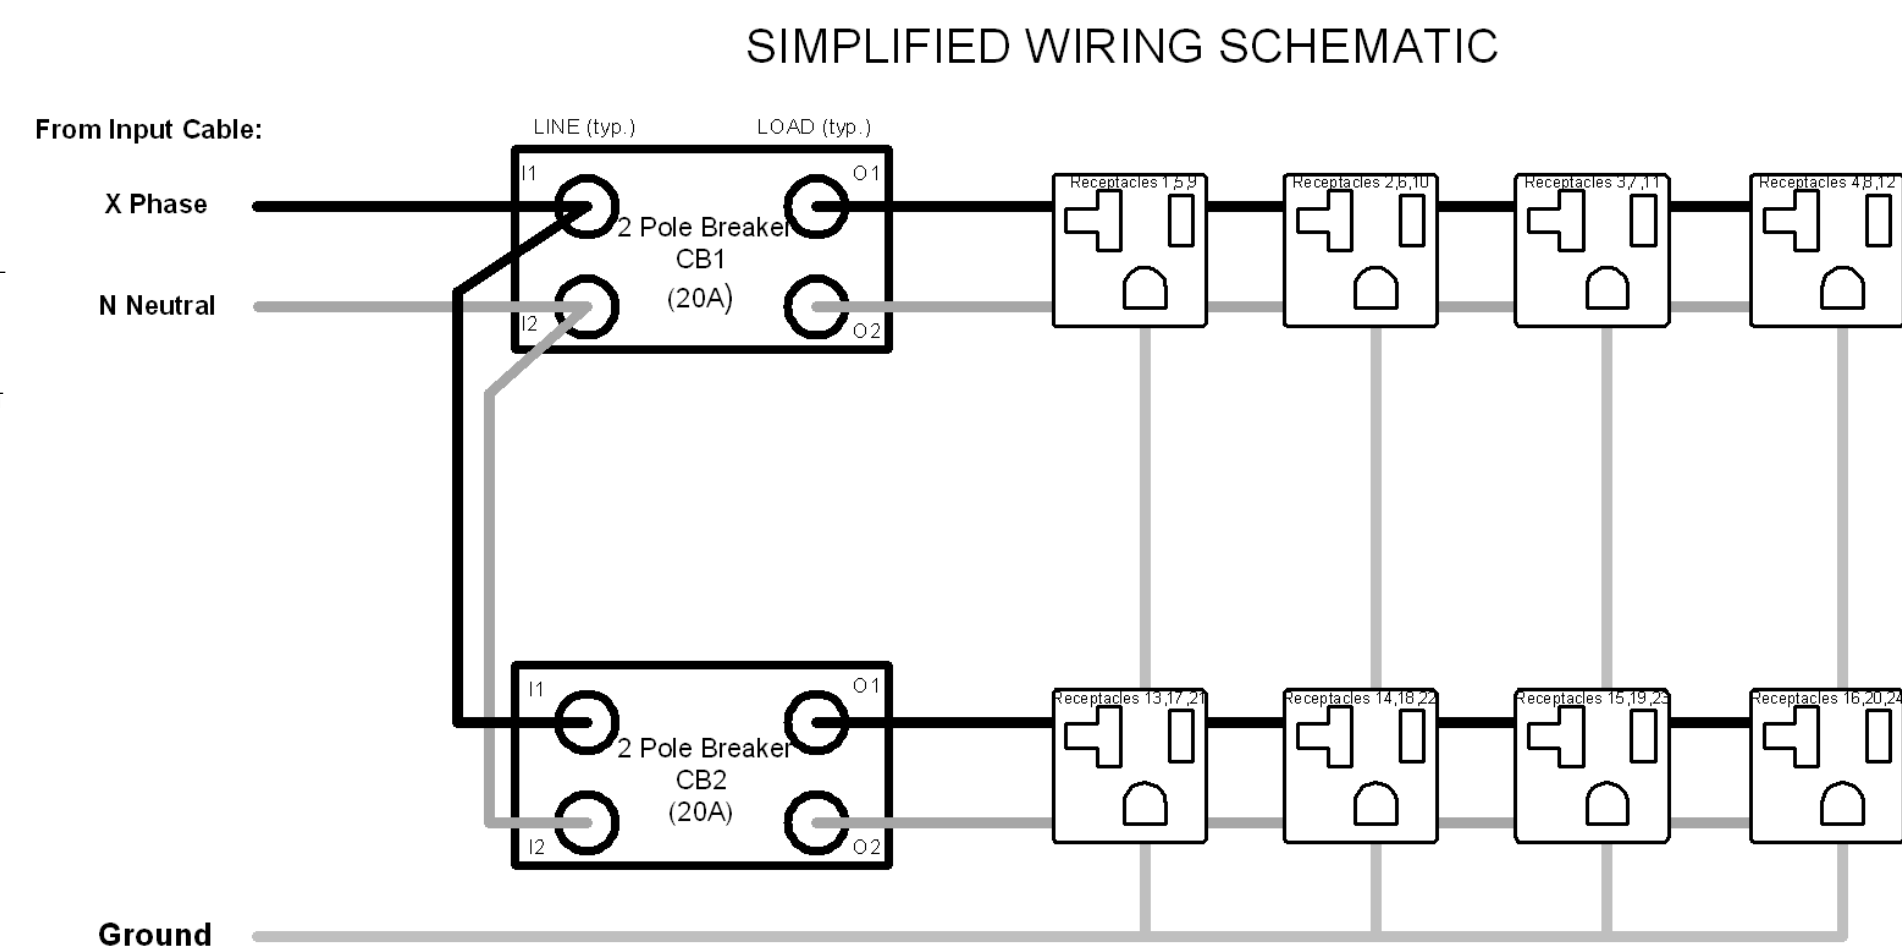 SIMPLIFIED WIRING SCHEMATIC
From Input Cable:
LINE (typ.)
LOAD (typ.)
X Phase
N Neutral
I1
O1
2 Pole Breaker
CB1
(20A)
I2
O2
Receptacles 1,5,9
Receptacles 2,6,10
Receptacles 3,7,11
Receptacles 4,8,12
I1
O1
2 Pole Breaker
CB2
(20A)
I2
O2
Receptacles 13,17,21
Receptacles 14,18,22
Receptacles 15,19,23
Receptacles 16,20,24
Ground